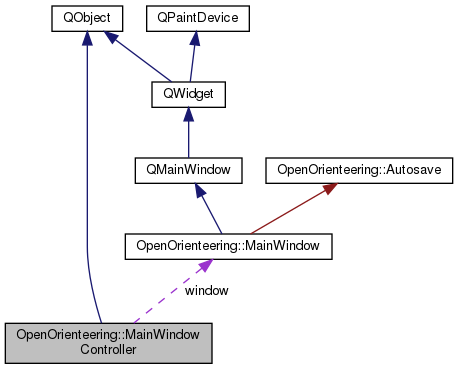 QObject
QPaintDevice
QWidget
QMainWindow
OpenOrienteering::Autosave
OpenOrienteering::MainWindow
window
OpenOrienteering::MainWindow
Controller